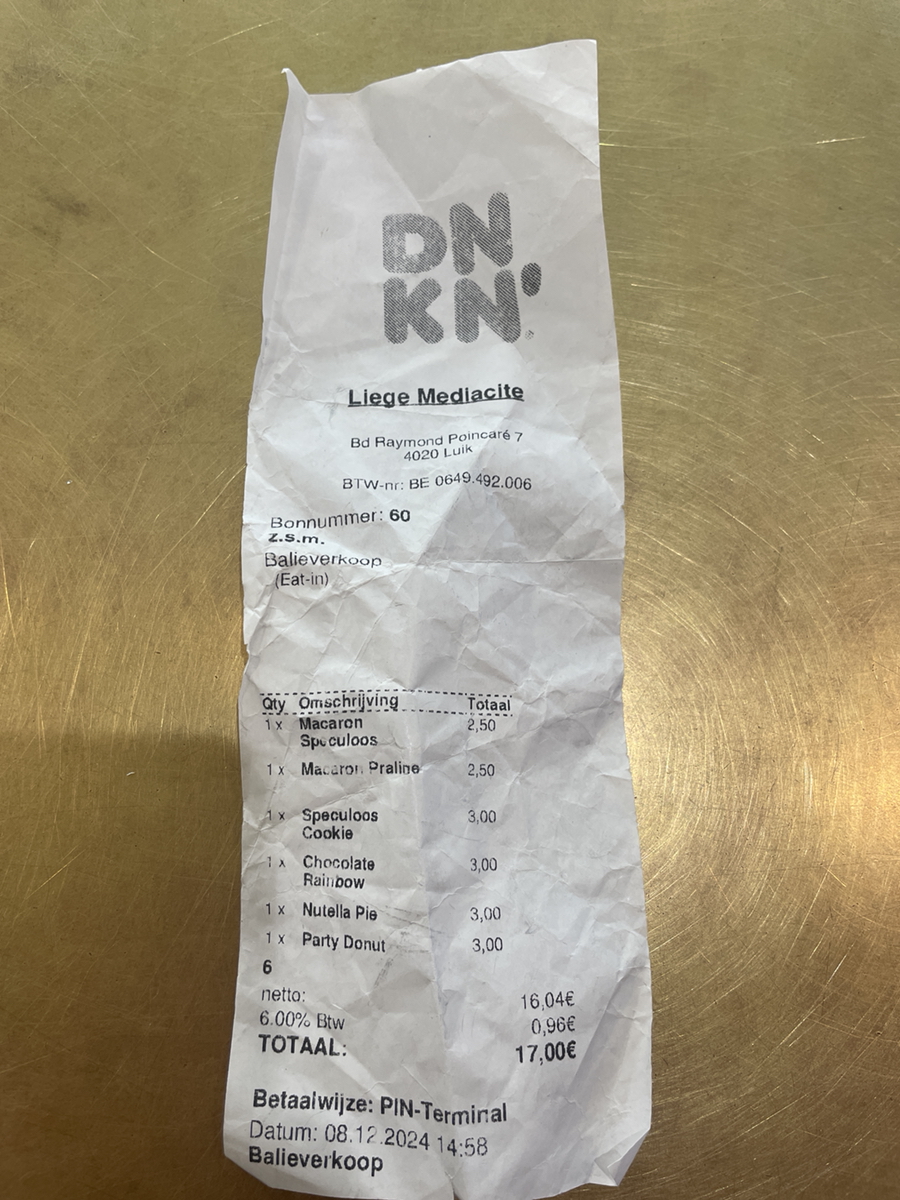 DN
KN'
Liege Mediacite
Bd Raymond Poincaré 7
4020 Luik
BTW-nr: BE 0649.492.006
Bonnummer: 60
z.s.m.
Balieverkoop
(Eat-in)
Qty Omschrijving Totaal
1 x Macaron 2,50
Speculoos
1 x Macaron Praline 2,50
1 x Speculoos 3,00
Cookie
1 x Chocolate 3,00
Rainbow
1 x Nutella Pie 3,00
1 x Party Donut 3,00
6
netto: 16,04€
6.00% Btw 0,96€
TOTAAL: 17,00€
Betaalwijze: PIN-Terminal
Datum: 08.12.2024 14:58
Balieverkoop